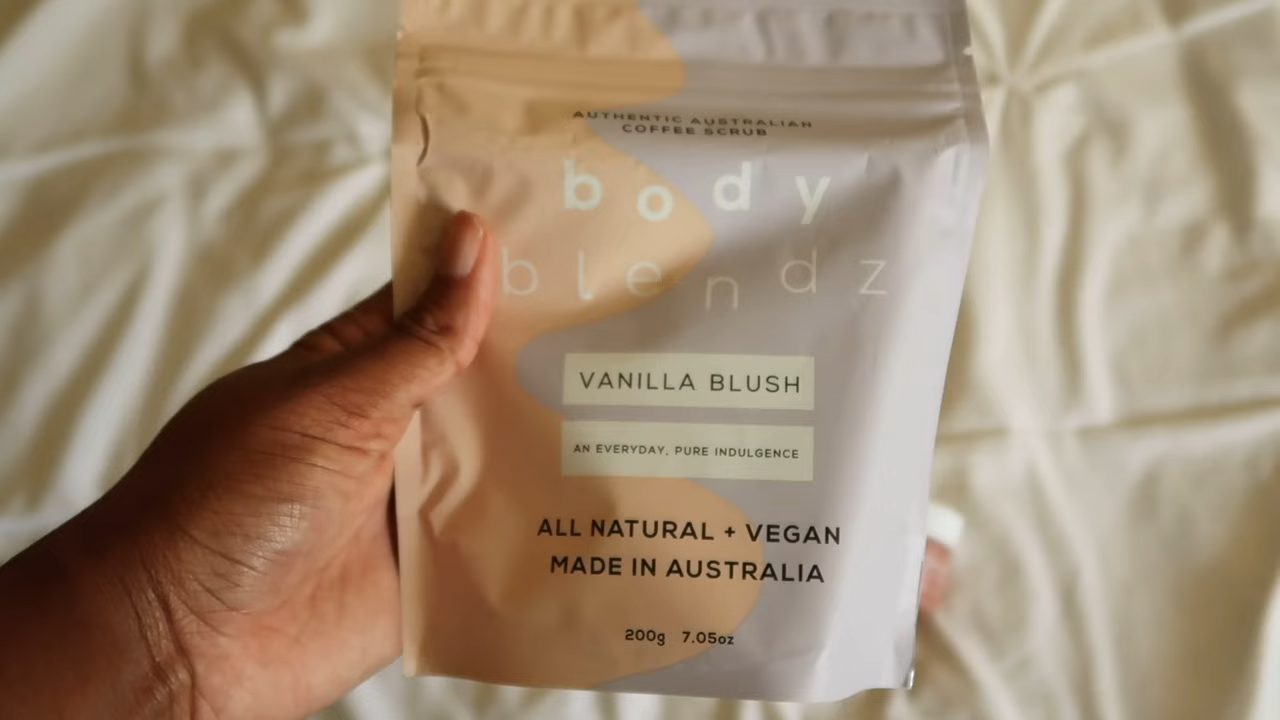 AUTHENTIC AUSTRALIAN
COFFEE SCRUB
body
blendz
VANILLA BLUSH
AN EVERYDAY, PURE INDULGENCE
ALL NATURAL + VEGAN
MADE IN AUSTRALIA
200g 7.05oz